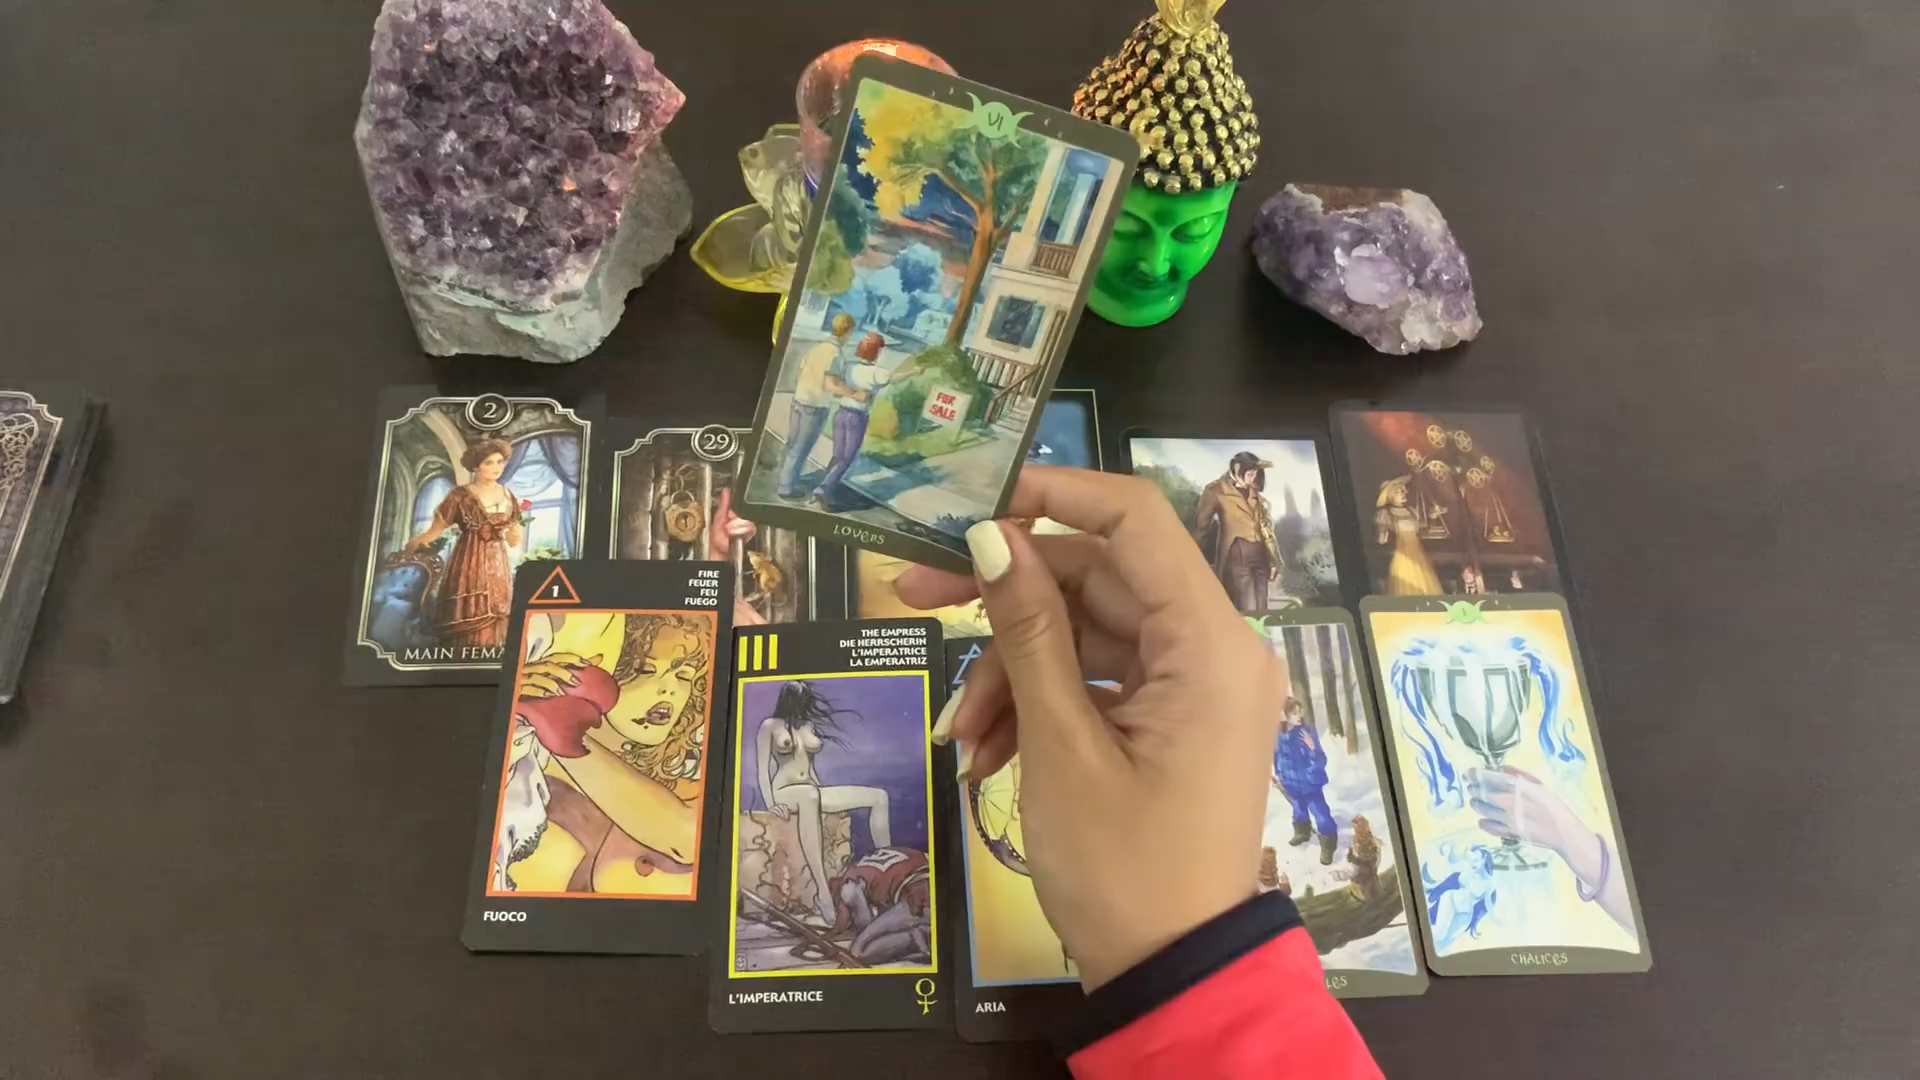 VI
FOR
SALE
LOVERS
2
MAIN FEMA
29
1
FIRE
FEUER
FEU
FUEGO
FUOCO
III
THE EMPRESS
DIE HERRSCHERIN
L'IMPERATRICE
LA EMPERATRIZ
L'IMPERATRICE
ARIA
LES
I
CHALICES